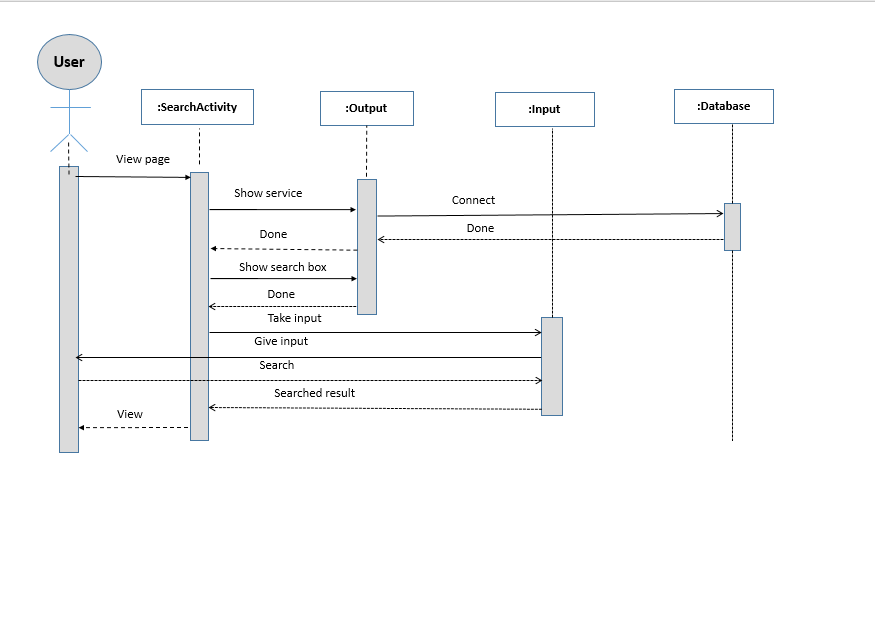 User
:SearchActivity
:Output
:Input
:Database
View page
Show service
Connect
Done
Done
Show search box
Done
Take input
Give input
Search
Searched result
View